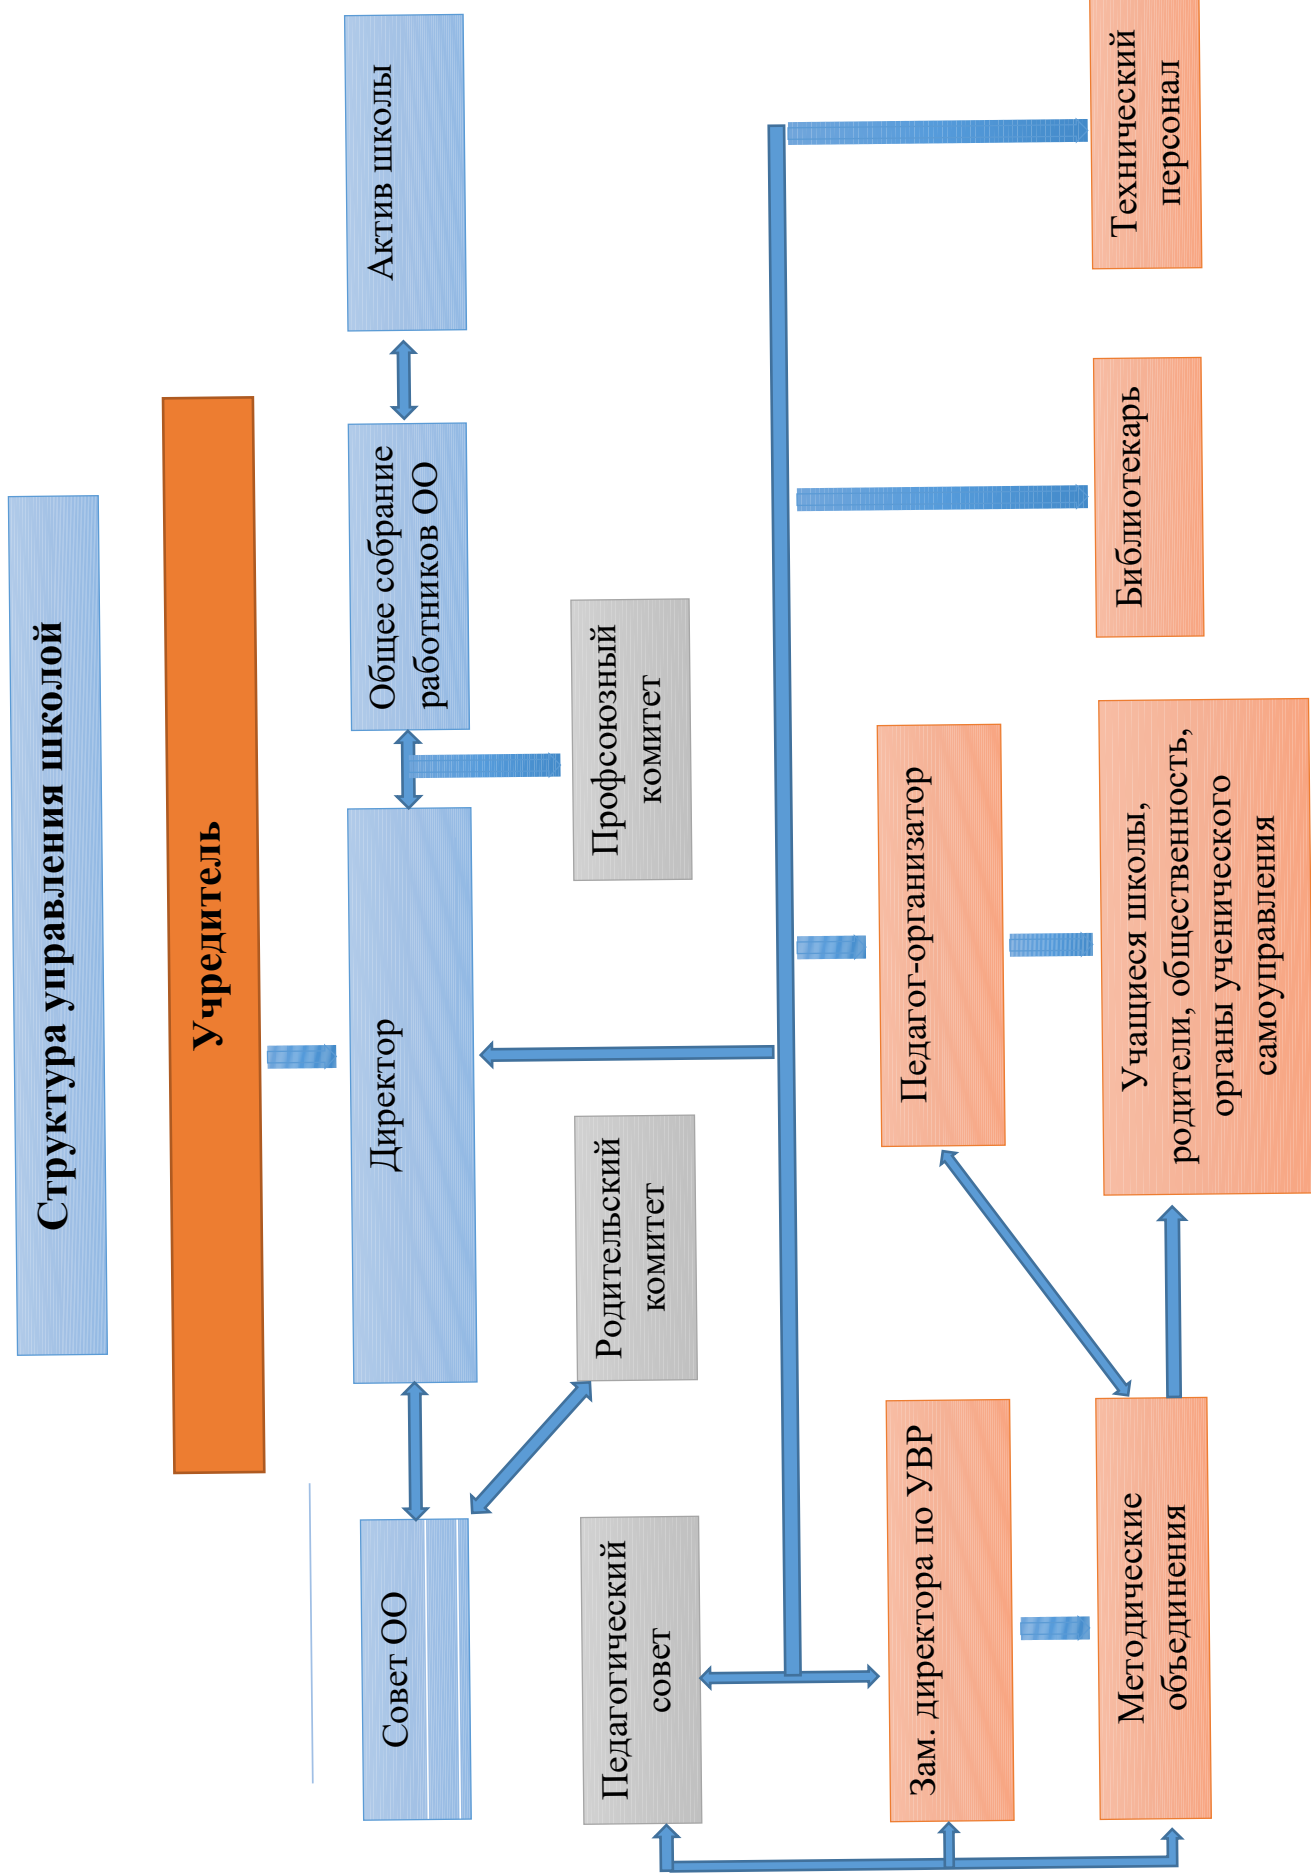 Структура управления школой
Учредитель
Совет ОО
Директор
Общее собрание
работников ОО
Актив школы
Педагогический
совет
Родительский
комитет
Профсоюзный
комитет
Зам. директора по УВР
Педагог-организатор
Методические
объединения
Учащиеся школы,
родители, общественность,
органы ученического
самоуправления
Библиотекарь
Технический
персонал